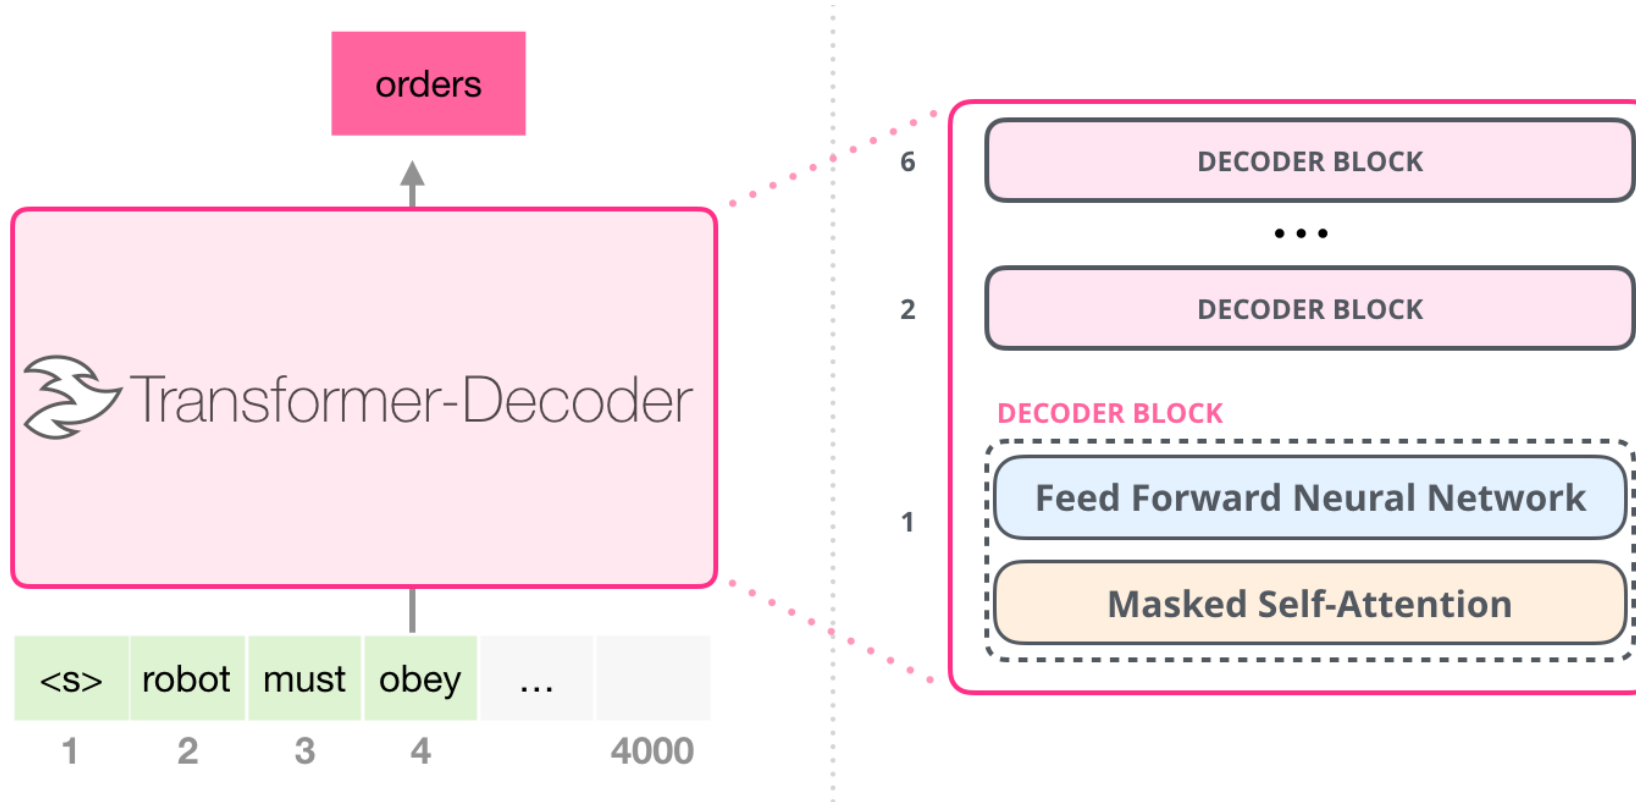 orders
Transformer-Decoder
<s> robot must obey ...
1 2 3 4 4000
6 DECODER BLOCK
...
2 DECODER BLOCK
DECODER BLOCK
Feed Forward Neural Network
1
Masked Self-Attention